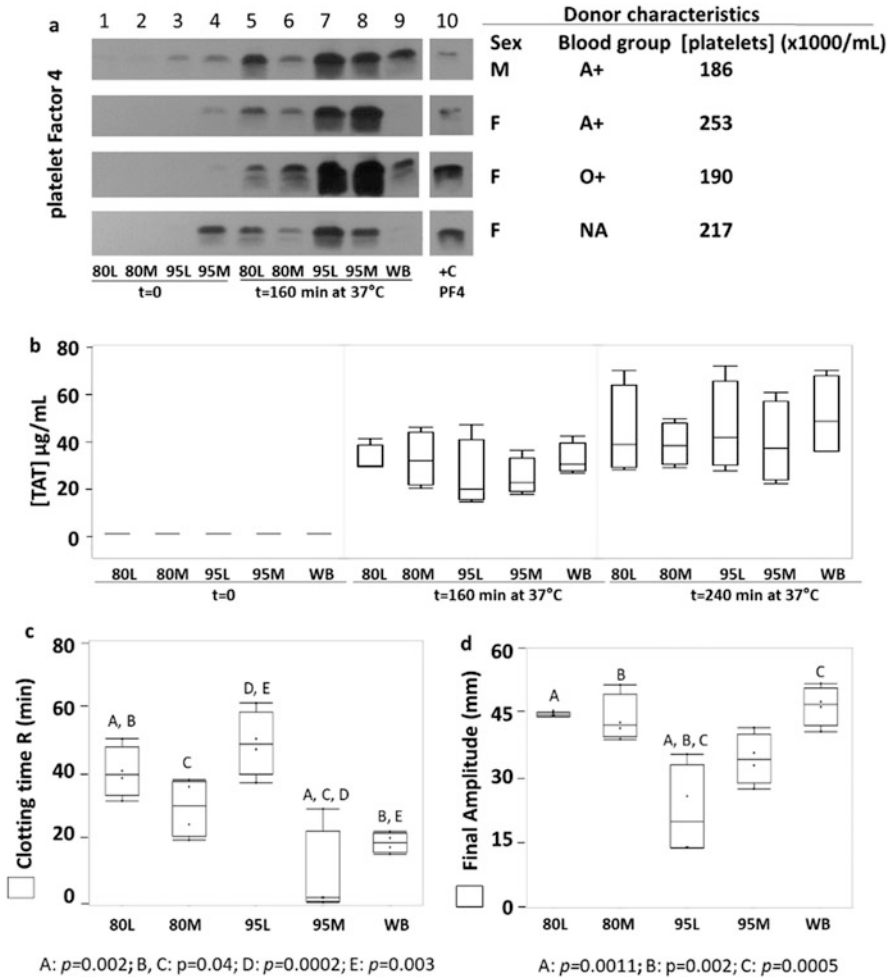 a
1 2 3 4 5 6 7 8 9 10
platelet Factor 4
80L 80M 95L 95M 80L 80M 95L 95M WB +C
t=0 t=160 min at 37°C PF4
Donor characteristics
Sex Blood group [platelets] (x1000/mL)
M A+ 186
F A+ 253
F O+ 190
F NA 217
b
[TAT] µg/mL
80
60
40
20
0
80L 80M 95L 95M WB 80L 80M 95L 95M WB 80L 80M 95L 95M WB
t=0 t=160 min at 37°C t=240 min at 37°C
c
Clotting time R (min)
80
60
40
20
0
A, B
C
D, E
A, C, D
B, E
80L 80M 95L 95M WB
A: p=0.002; B, C: p=0.04; D: p=0.0002; E: p=0.003
d
Final Amplitude (mm)
60
45
30
15
0
A
B
A, B, C
C
80L 80M 95L 95M WB
A: p=0.0011; B: p=0.002; C: p=0.0005